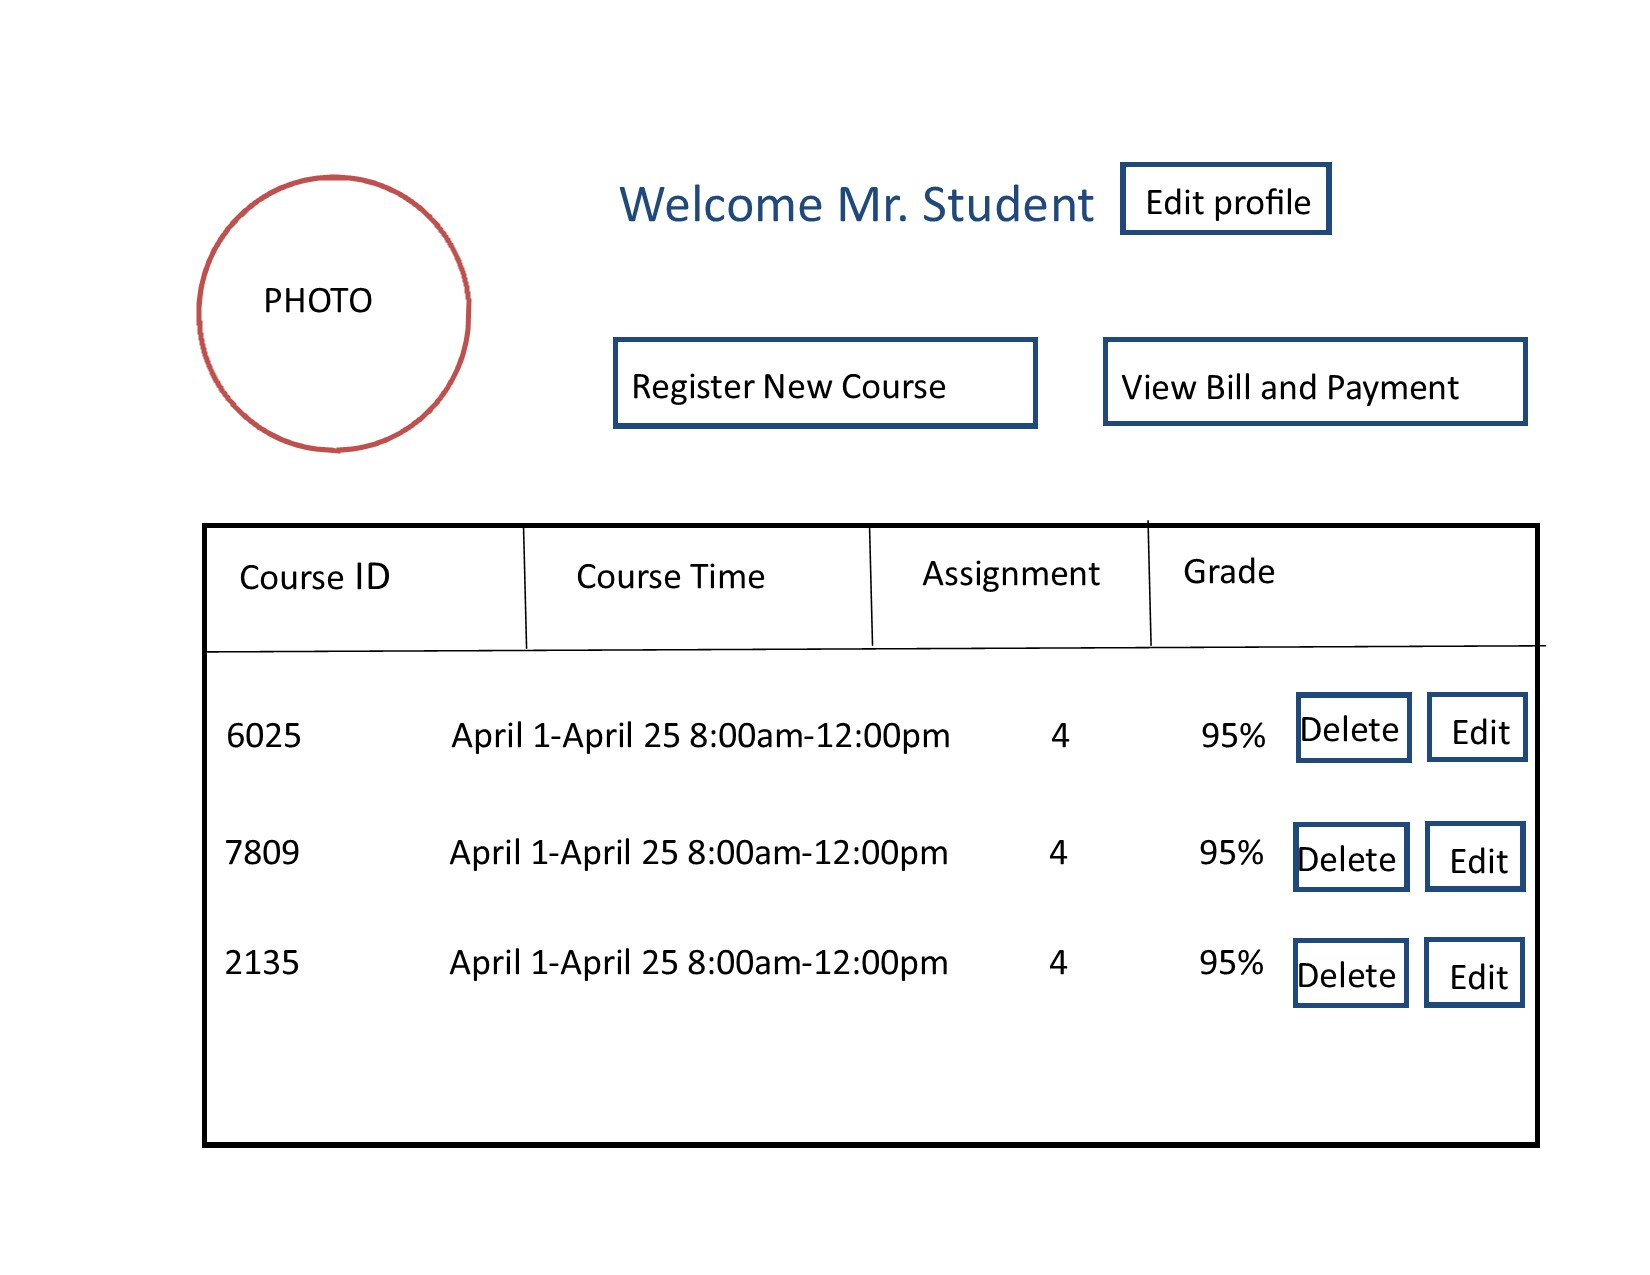 Welcome Mr. Student Edit profile
PHOTO
Register New Course View Bill and Payment
Course ID Course Time Assignment Grade
6025 April 1-April 25 8:00am-12:00pm 4 95% Delete Edit
7809 April 1-April 25 8:00am-12:00pm 4 95% Delete Edit
2135 April 1-April 25 8:00am-12:00pm 4 95% Delete Edit